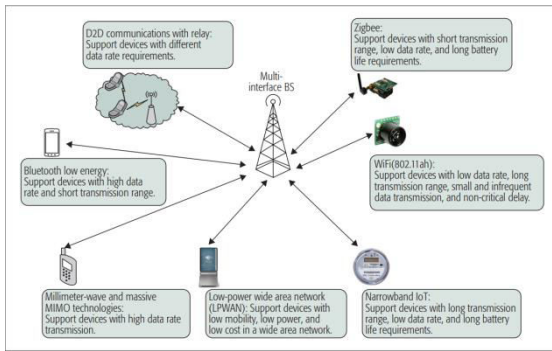 D2D communications with relay:
Support devices with different
data rate requirements.
Zigbee:
Support devices with short transmission
range, low data rate, and long battery
life requirements.
Multi-
interface BS
Bluetooth low energy:
Support devices with high data
rate and short transmission range.
WiFi(802.11ah):
Support devices with low data rate, long
transmission range, small and infrequent
data transmission, and non-critical delay.
Millimeter-wave and massive
MIMO technologies:
Support devices with high data rate
transmission.
Low-power wide area network
(LPWAN): Support devices with
low mobility, low power, and
low cost in a wide area network.
Narrowband IoT:
Support devices with long transmission
range, low data rate, and long battery
life requirements.